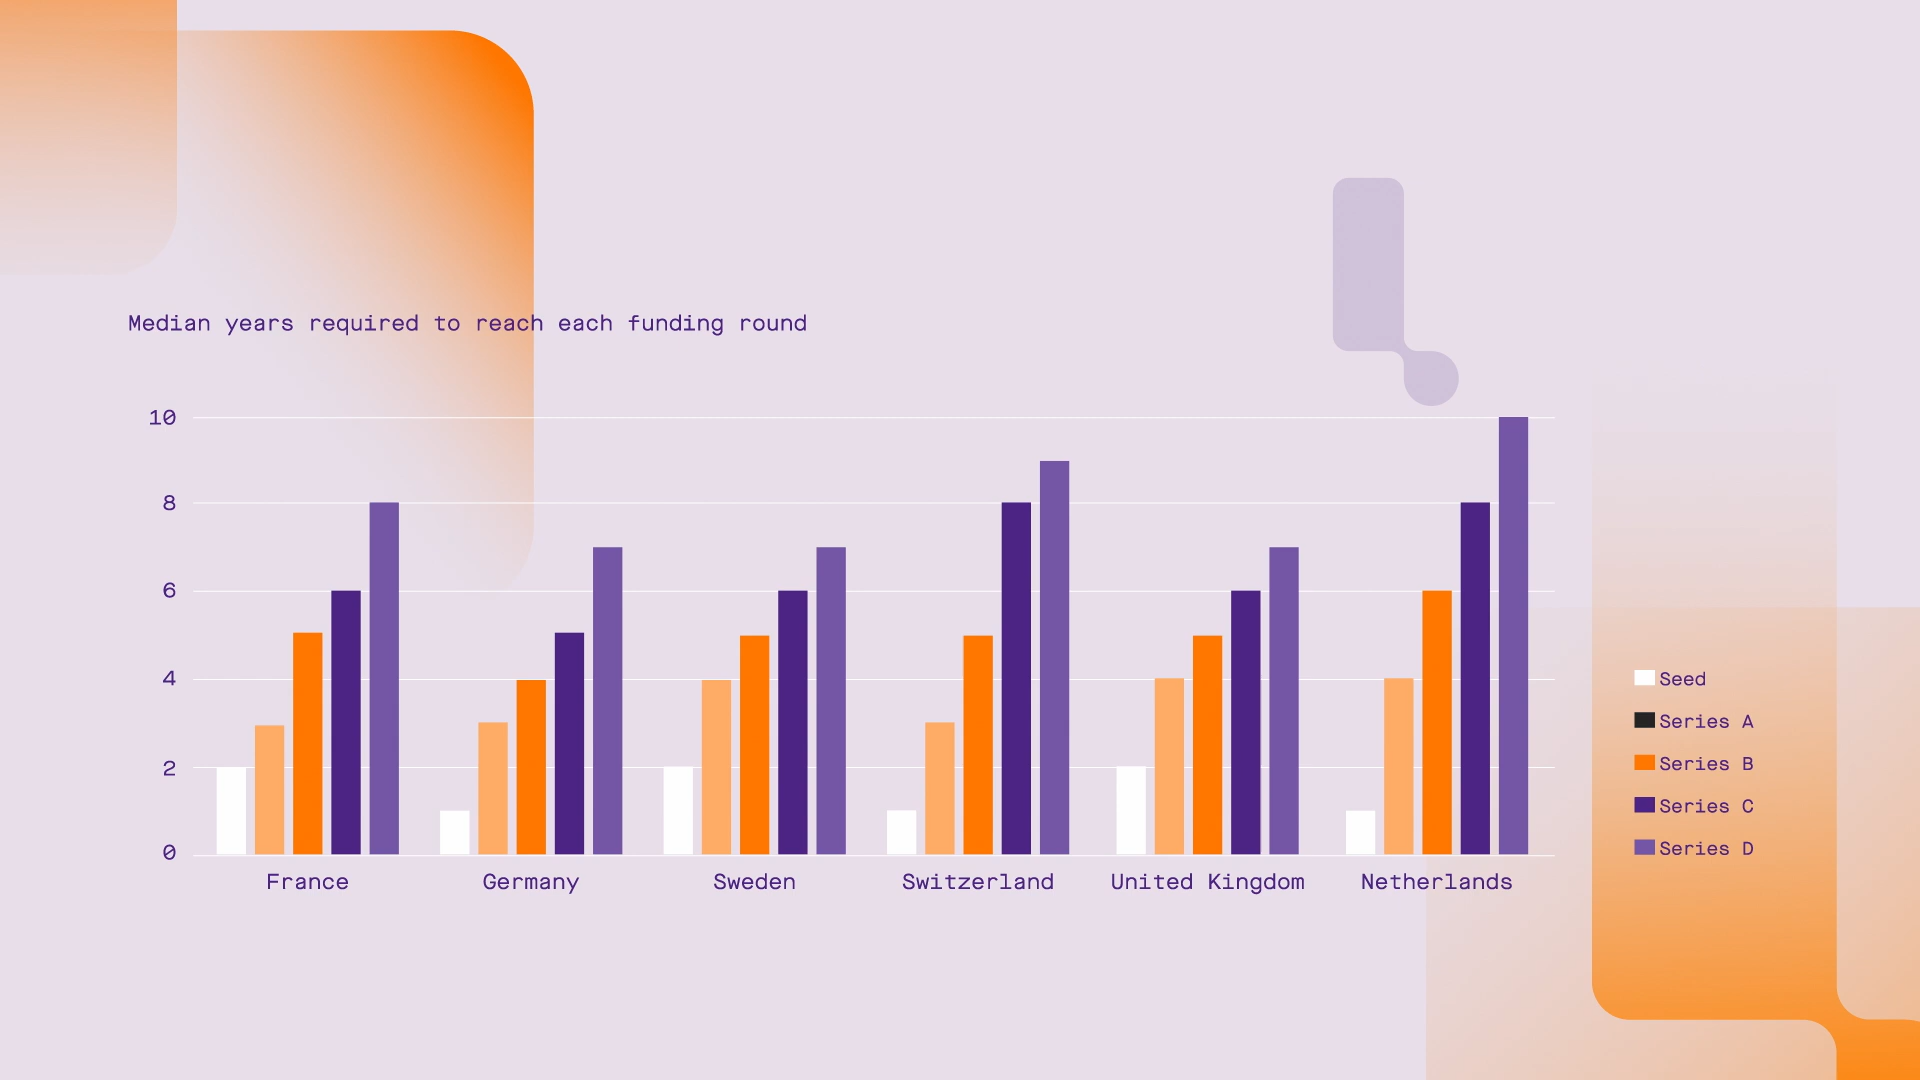 Median years required to reach each funding round
10
8
6
4
2
0
France Germany Sweden Switzerland United Kingdom Netherlands
Seed
Series A
Series B
Series C
Series D